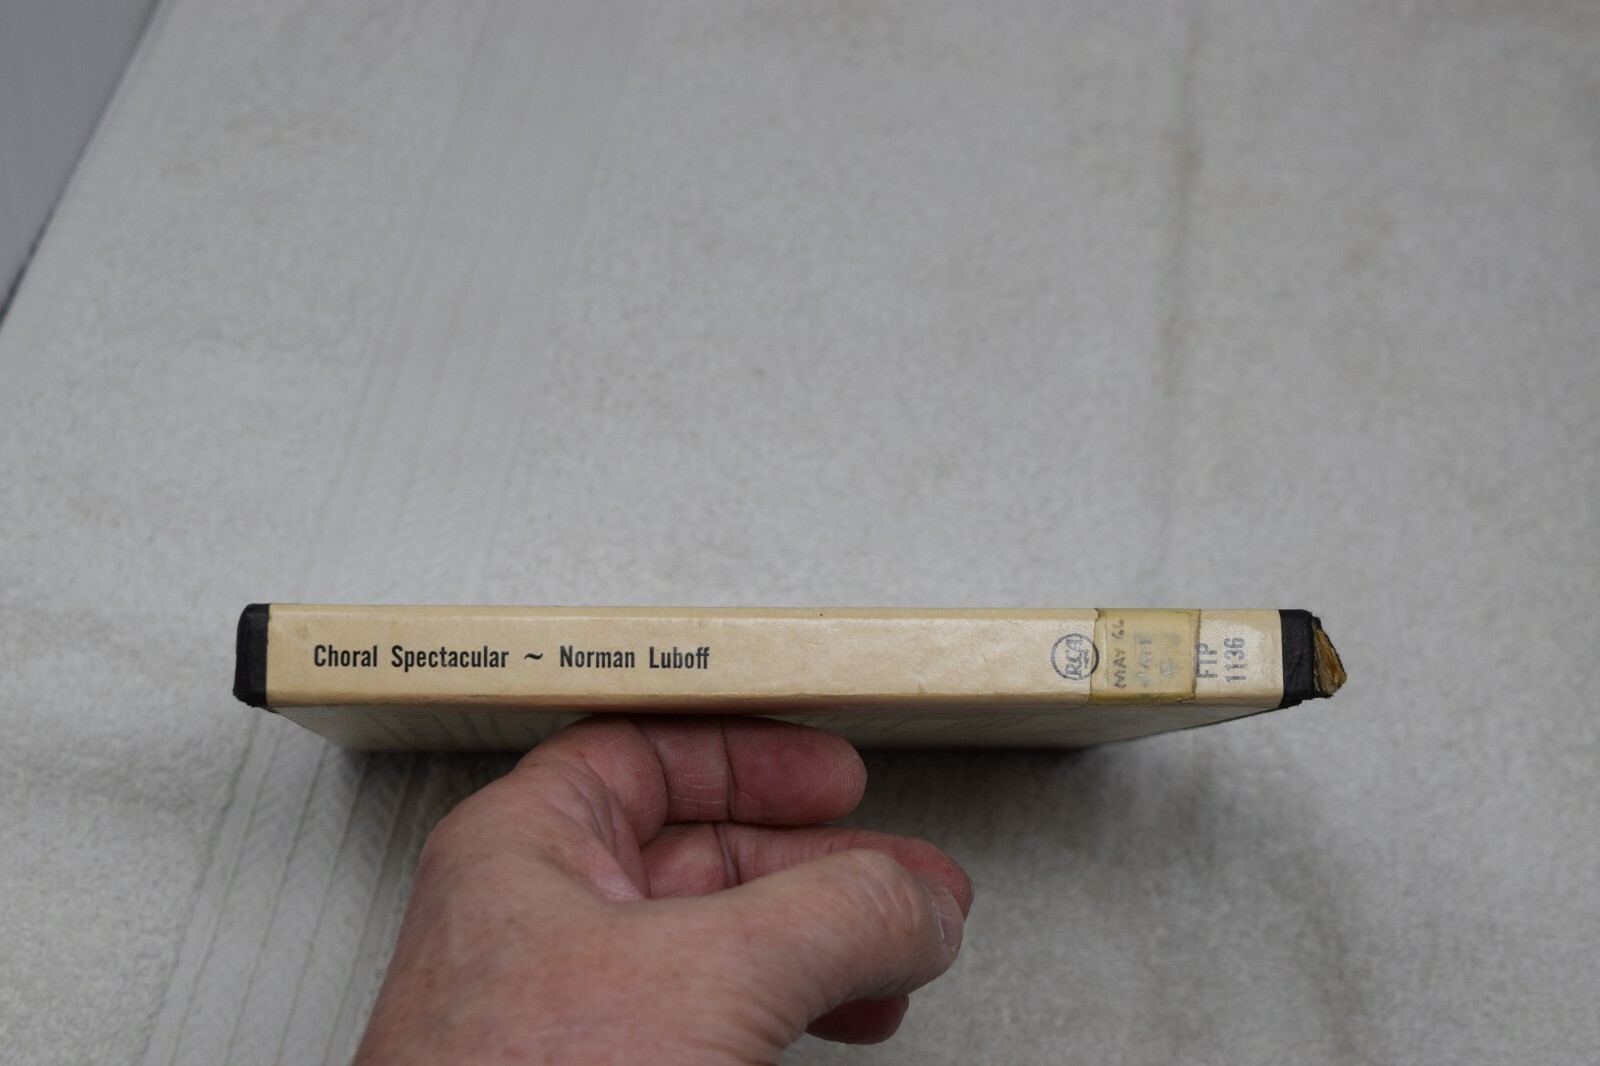 Choral Spectacular ~ Norman Luboff
RCA
MAY 66
FTP
1136